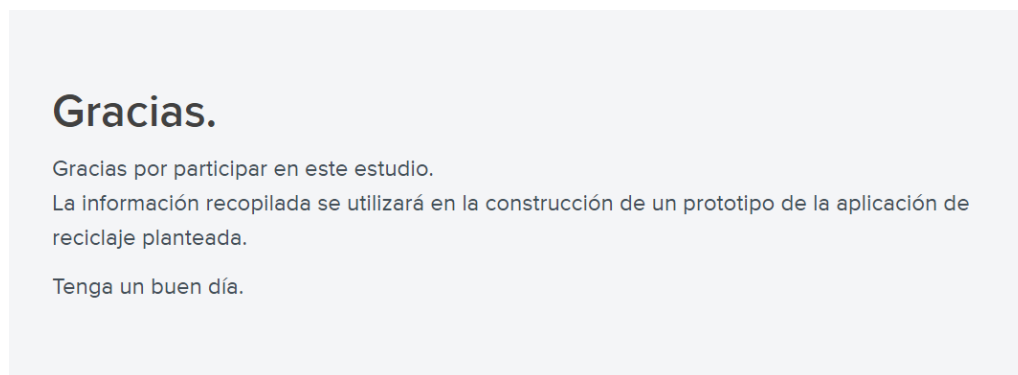 Gracias.
Gracias por participar en este estudio.
La información recopilada se utilizará en la construcción de un prototipo de la aplicación de
reciclaje planteada.
Tenga un buen día.